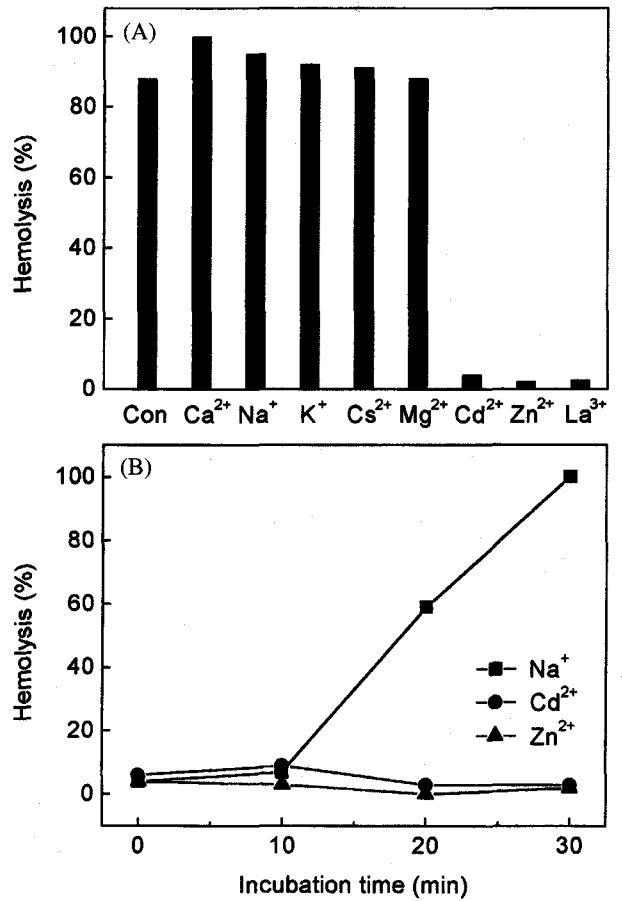 (A)
Hemolysis (%)
100
80
60
40
20
0
Con Ca²⁺ Na⁺ K⁺ Cs²⁺ Mg²⁺ Cd²⁺ Zn²⁺ La³⁺
(B)
Hemolysis (%)
100
80
60
40
20
0
Na⁺
Cd²⁺
Zn²⁺
0 10 20 30
Incubation time (min)